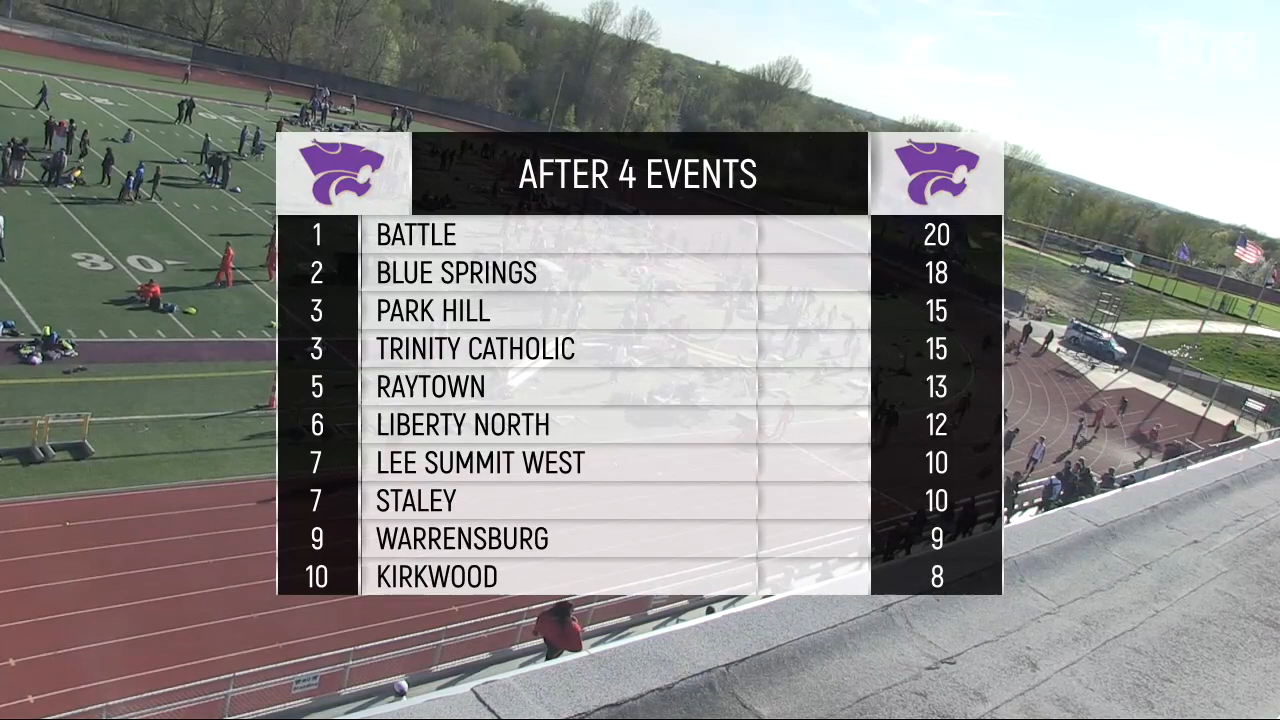 AFTER 4 EVENTS
1 BATTLE 20
2 BLUE SPRINGS 18
3 PARK HILL 15
3 TRINITY CATHOLIC 15
5 RAYTOWN 13
6 LIBERTY NORTH 12
7 LEE SUMMIT WEST 10
7 STALEY 10
9 WARRENSBURG 9
10 KIRKWOOD 8
30